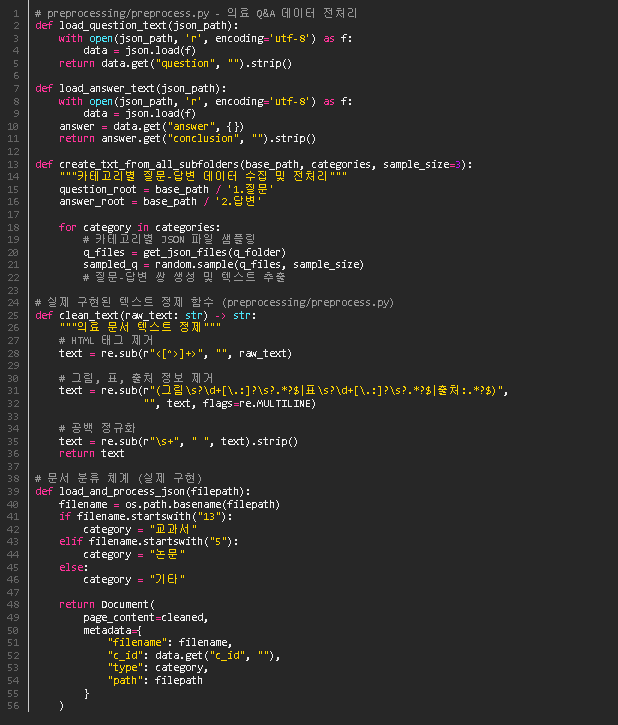 1 # preprocessing/preprocess.py - 의료 Q&A 데이터 전처리
2 def load_question_text(json_path):
3     with open(json_path, 'r', encoding='utf-8') as f:
4         data = json.load(f)
5     return data.get("question", "").strip()
6
7 def load_answer_text(json_path):
8     with open(json_path, 'r', encoding='utf-8') as f:
9         data = json.load(f)
10     answer = data.get("answer", {})
11     return answer.get("conclusion", "").strip()
12
13 def create_txt_from_all_subfolders(base_path, categories, sample_size=3):
14     """카테고리별 질문-답변 데이터 수집 및 전처리"""
15     question_root = base_path / '1.질문'
16     answer_root = base_path / '2.답변'
17
18     for category in categories:
19         # 카테고리별 JSON 파일 샘플링
20         q_files = get_json_files(q_folder)
21         sampled_q = random.sample(q_files, sample_size)
22         # 질문-답변 쌍 생성 및 텍스트 추출
23
24 # 실제 구현된 텍스트 정제 함수 (preprocessing/preprocess.py)
25 def clean_text(raw_text: str) -> str:
26     """의료 문서 텍스트 정제"""
27     # HTML 태그 제거
28     text = re.sub(r"<[^>]+>", "", raw_text)
29
30     # 그림, 표, 출처 정보 제거
31     text = re.sub(r"(그림\s?\d+[\.:]?\s?.*?$|표\s?\d+[\.:]?\s?.*?$|출처:.*?$)",
32                   "", text, flags=re.MULTILINE)
33
34     # 공백 정규화
35     text = re.sub(r"\s+", " ", text).strip()
36     return text
37
38 # 문서 분류 체계 (실제 구현)
39 def load_and_process_json(filepath):
40     filename = os.path.basename(filepath)
41     if filename.startswith("13"):
42         category = "교과서"
43     elif filename.startswith("5"):
44         category = "논문"
45     else:
46         category = "기타"
47
48     return Document(
49         page_content=cleaned,
50         metadata={
51             "filename": filename,
52             "c_id": data.get("c_id", ""),
53             "type": category,
54             "path": filepath
55         }
56     )